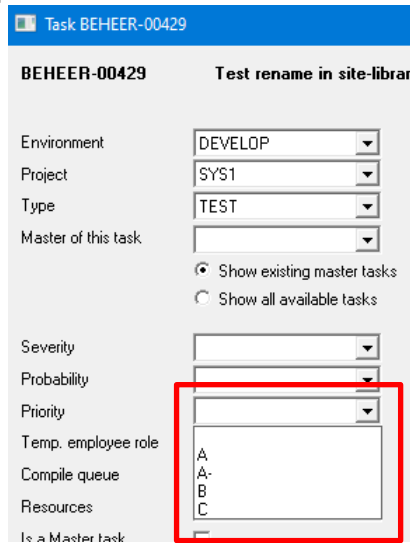 Task BEHEER-00429
BEHEER-00429 Test rename in site-librar
Environment DEVELOP
Project SYS1
Type TEST
Master of this task
Show existing master tasks
Show all available tasks
Severity
Probability
Priority
Temp. employee role
A
Compile queue A-
B
Resources C
Is a Master task